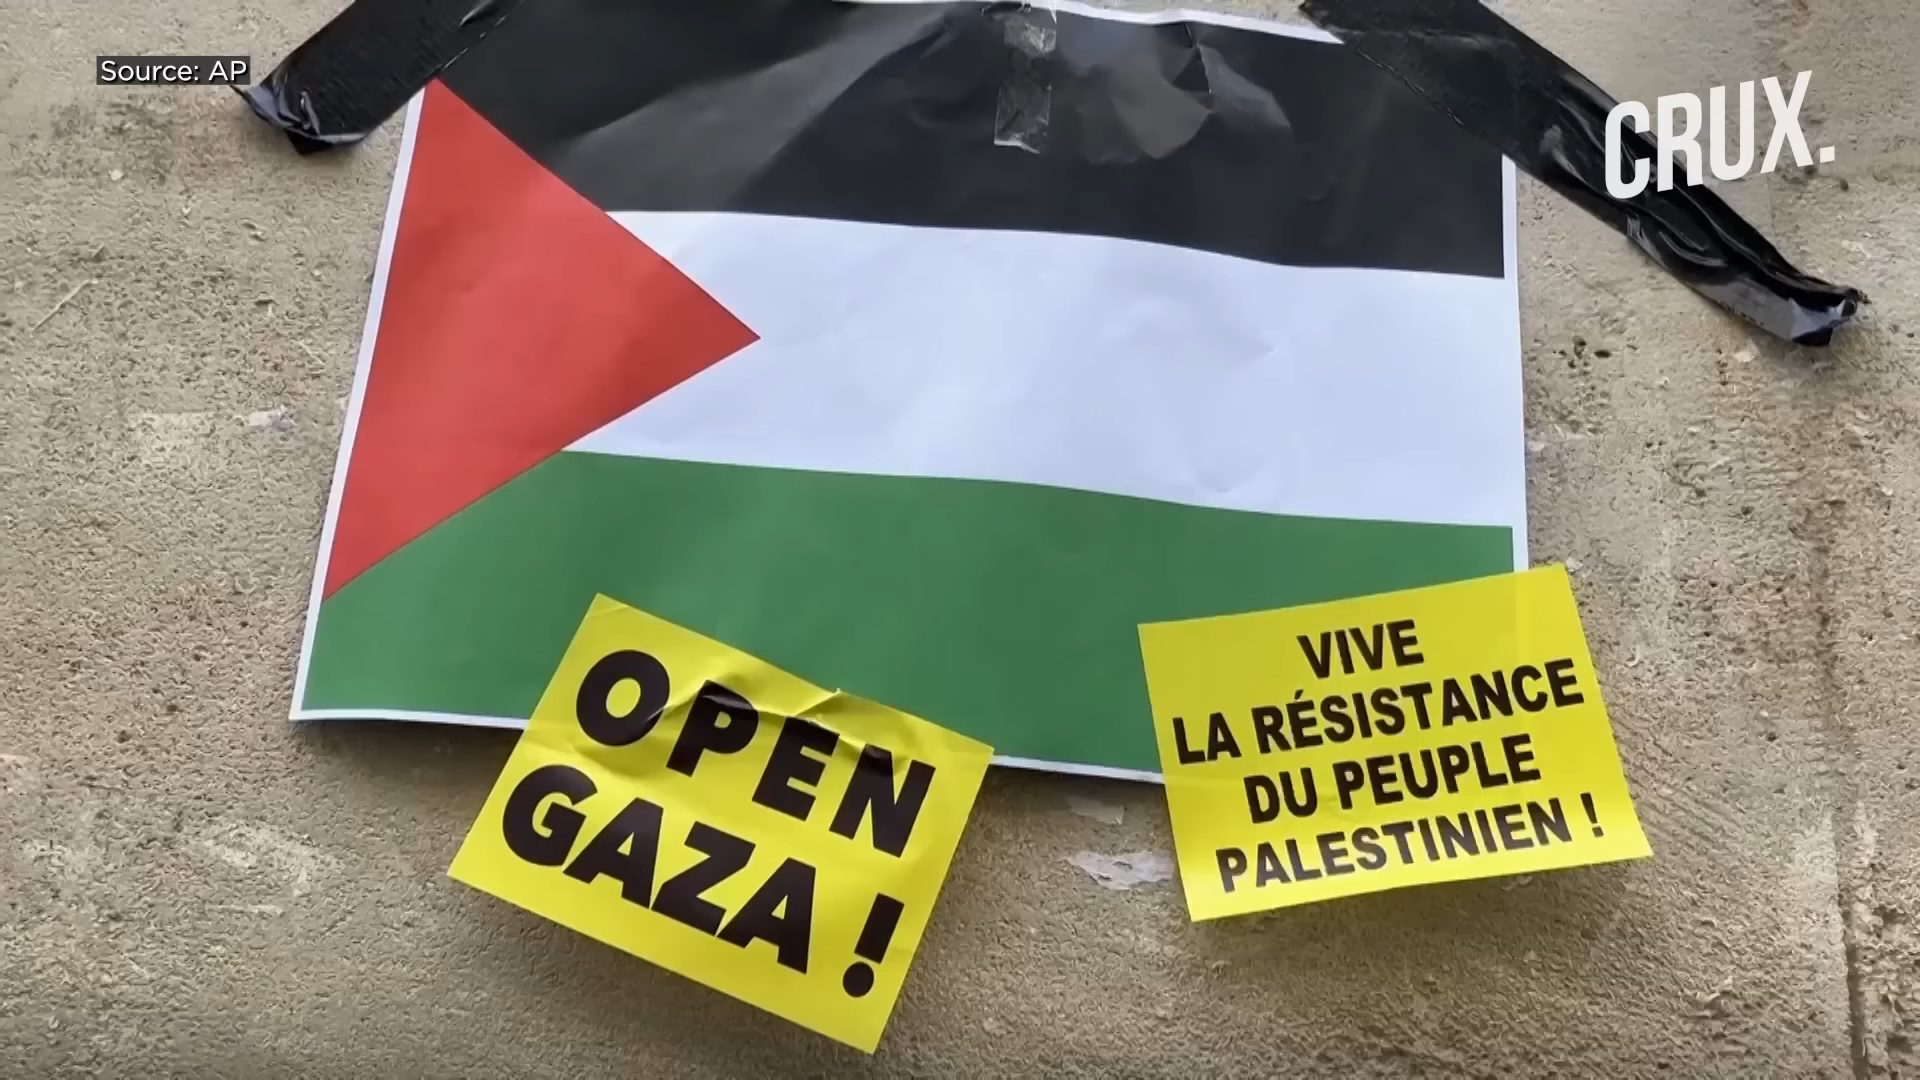 Source: AP
CRUX.
OPEN
GAZA!
VIVE
LA RÉSISTANCE
DU PEUPLE
PALESTINIEN !